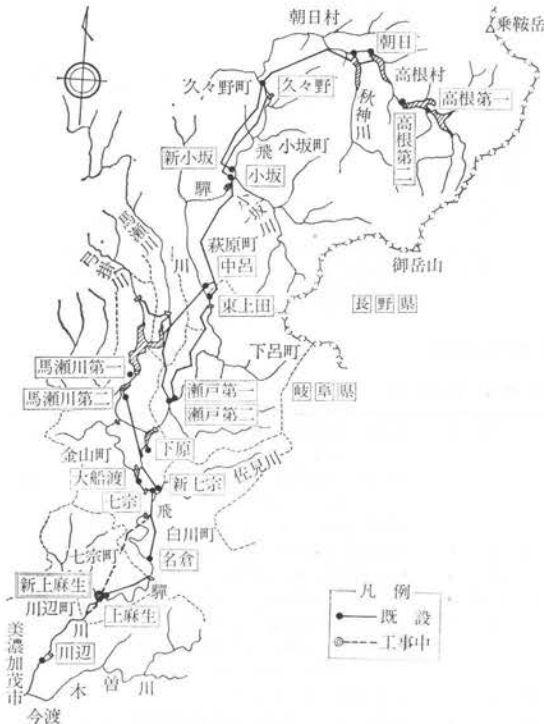 朝日村
朝日
乗鞍岳
久々野町
久々野
高根村
高根第一
秋神川
高根第二
新小坂
飛
小坂町
小坂
騨
小坂川
馬瀬川
弓掛川
萩原町
川
中呂
御岳山
東上田
長野県
下呂町
馬瀬川第一
瀬戸第一
岐阜県
馬瀬川第二
瀬戸第二
金山町
下原
佐見川
大船渡
新七宗
七宗
飛
白川町
七宗町
名倉
新上麻生
騨
川辺町
上麻生
川
美濃加茂市
川辺
木曽川
今渡
凡例
既設
工事中